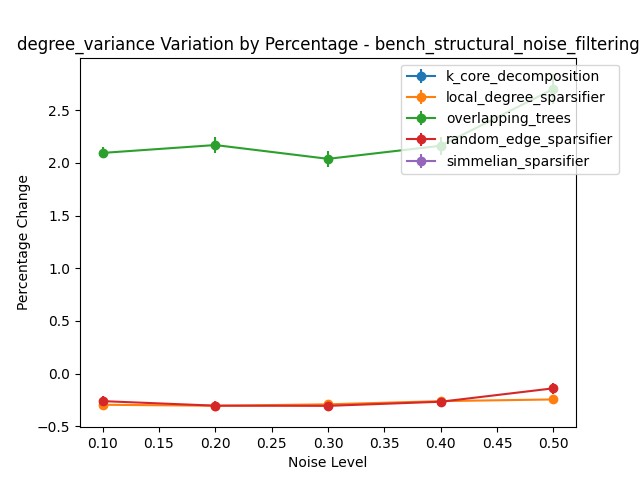 degree_variance Variation by Percentage - bench_structural_noise_filtering
k_core_decomposition
local_degree_sparsifier
overlapping_trees
random_edge_sparsifier
simmelian_sparsifier
Percentage Change
2.5
2.0
1.5
1.0
0.5
0.0
−0.5
0.10 0.15 0.20 0.25 0.30 0.35 0.40 0.45 0.50
Noise Level